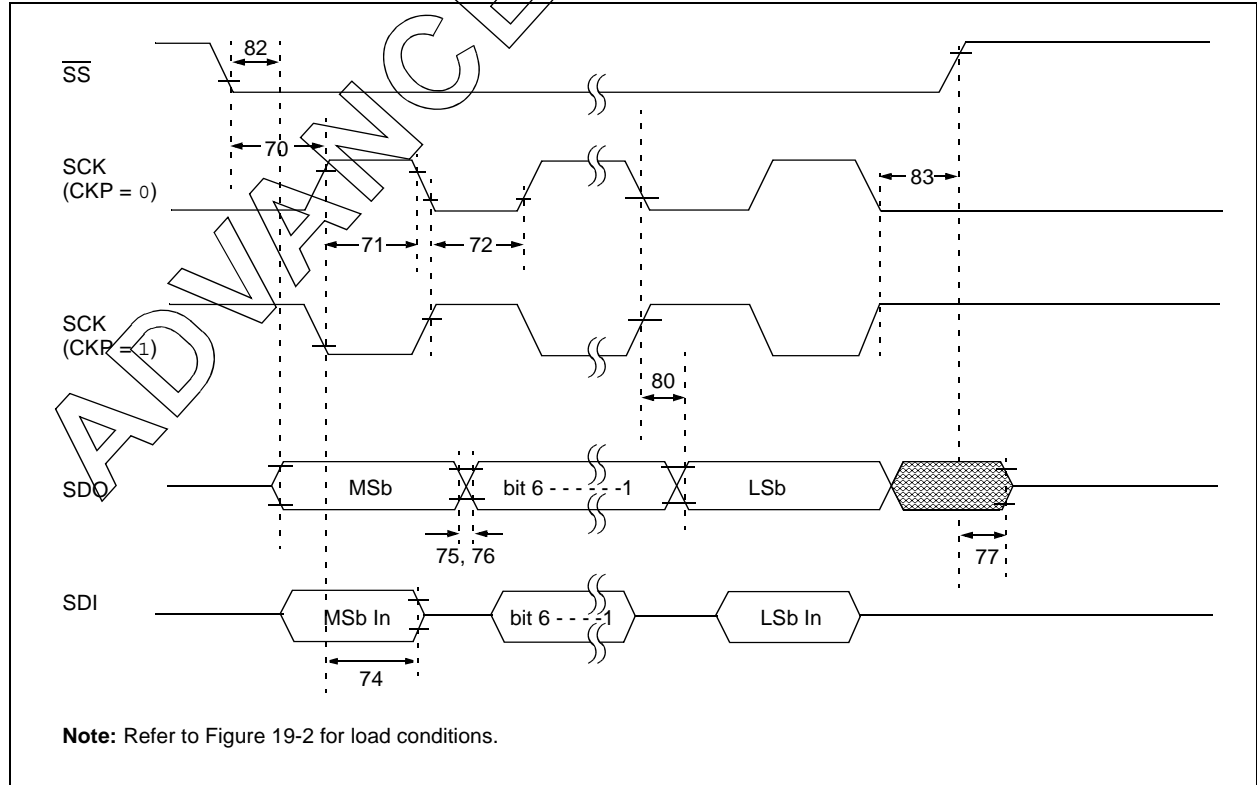 82
SS
70
SCK
(CKP = 0)
83
71
72
SCK
(CKP = 1)
80
SDO
MSb
bit 6 - - - - - -1
LSb
75, 76
77
SDI
MSb In
bit 6 - - - -1
LSb In
74
Note: Refer to Figure 19-2 for load conditions.
ADVANCE